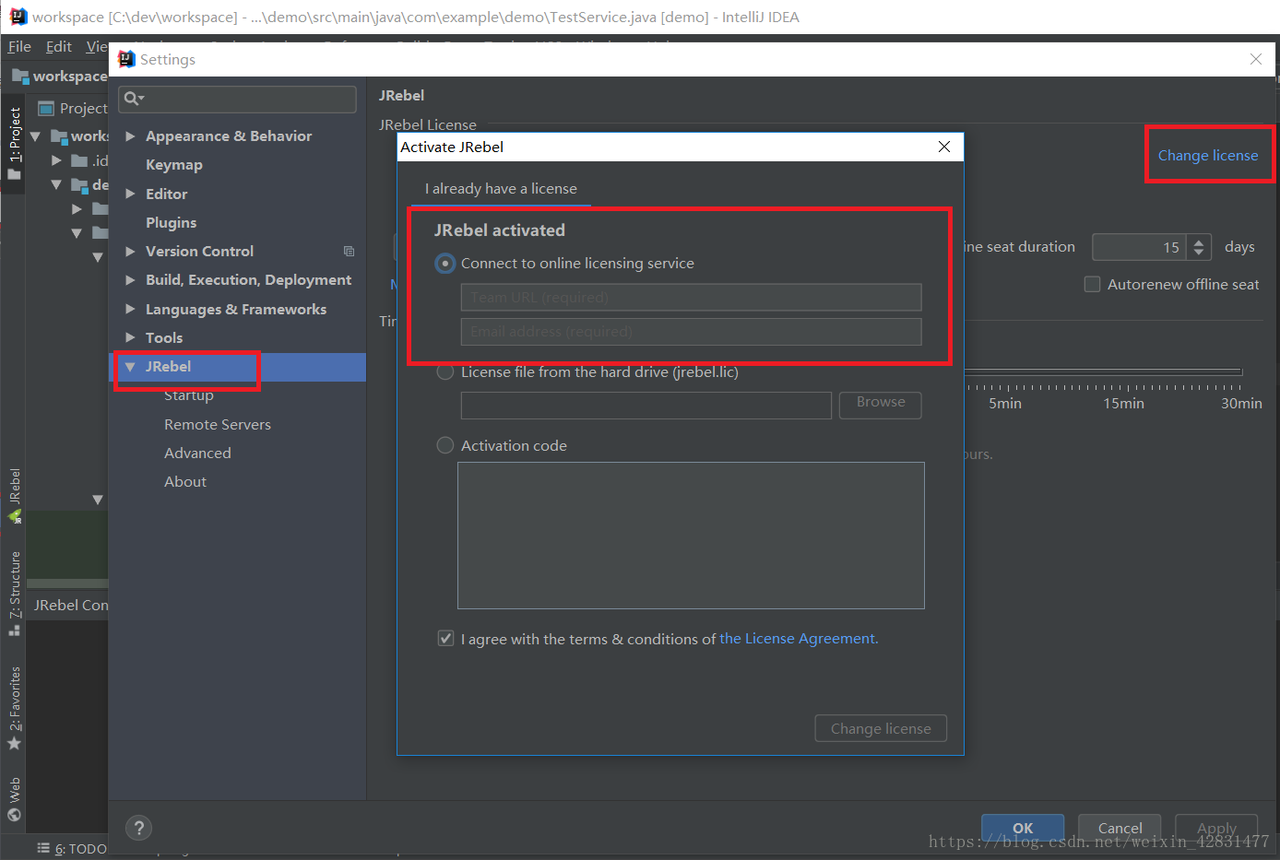 workspace [C:\dev\workspace] - ...\demo\src\main\java\com\example\demo\TestService.java [demo] - IntelliJ IDEA
File Edit
Settings
workspace
Project
1: Project
JRebel
7: Structure
2: Favorites
Web
JRebel Con
6: TODO
Appearance & Behavior
Keymap
Editor
Plugins
Version Control
Build, Execution, Deployment
Languages & Frameworks
Tools
JRebel
Startup
Remote Servers
Advanced
About
JRebel
JRebel License
Change license
Activate JRebel
I already have a license
JRebel activated
Connect to online licensing service
Team URL (required)
Email address (required)
License file from the hard drive (jrebel.lic)
Browse
Activation code
I agree with the terms & conditions of the License Agreement.
Change license
ine seat duration 15 days
Autorenew offline seat
5min 15min 30min
ours.
?
OK Cancel Apply
https://blog.csdn.net/weixin_42831477